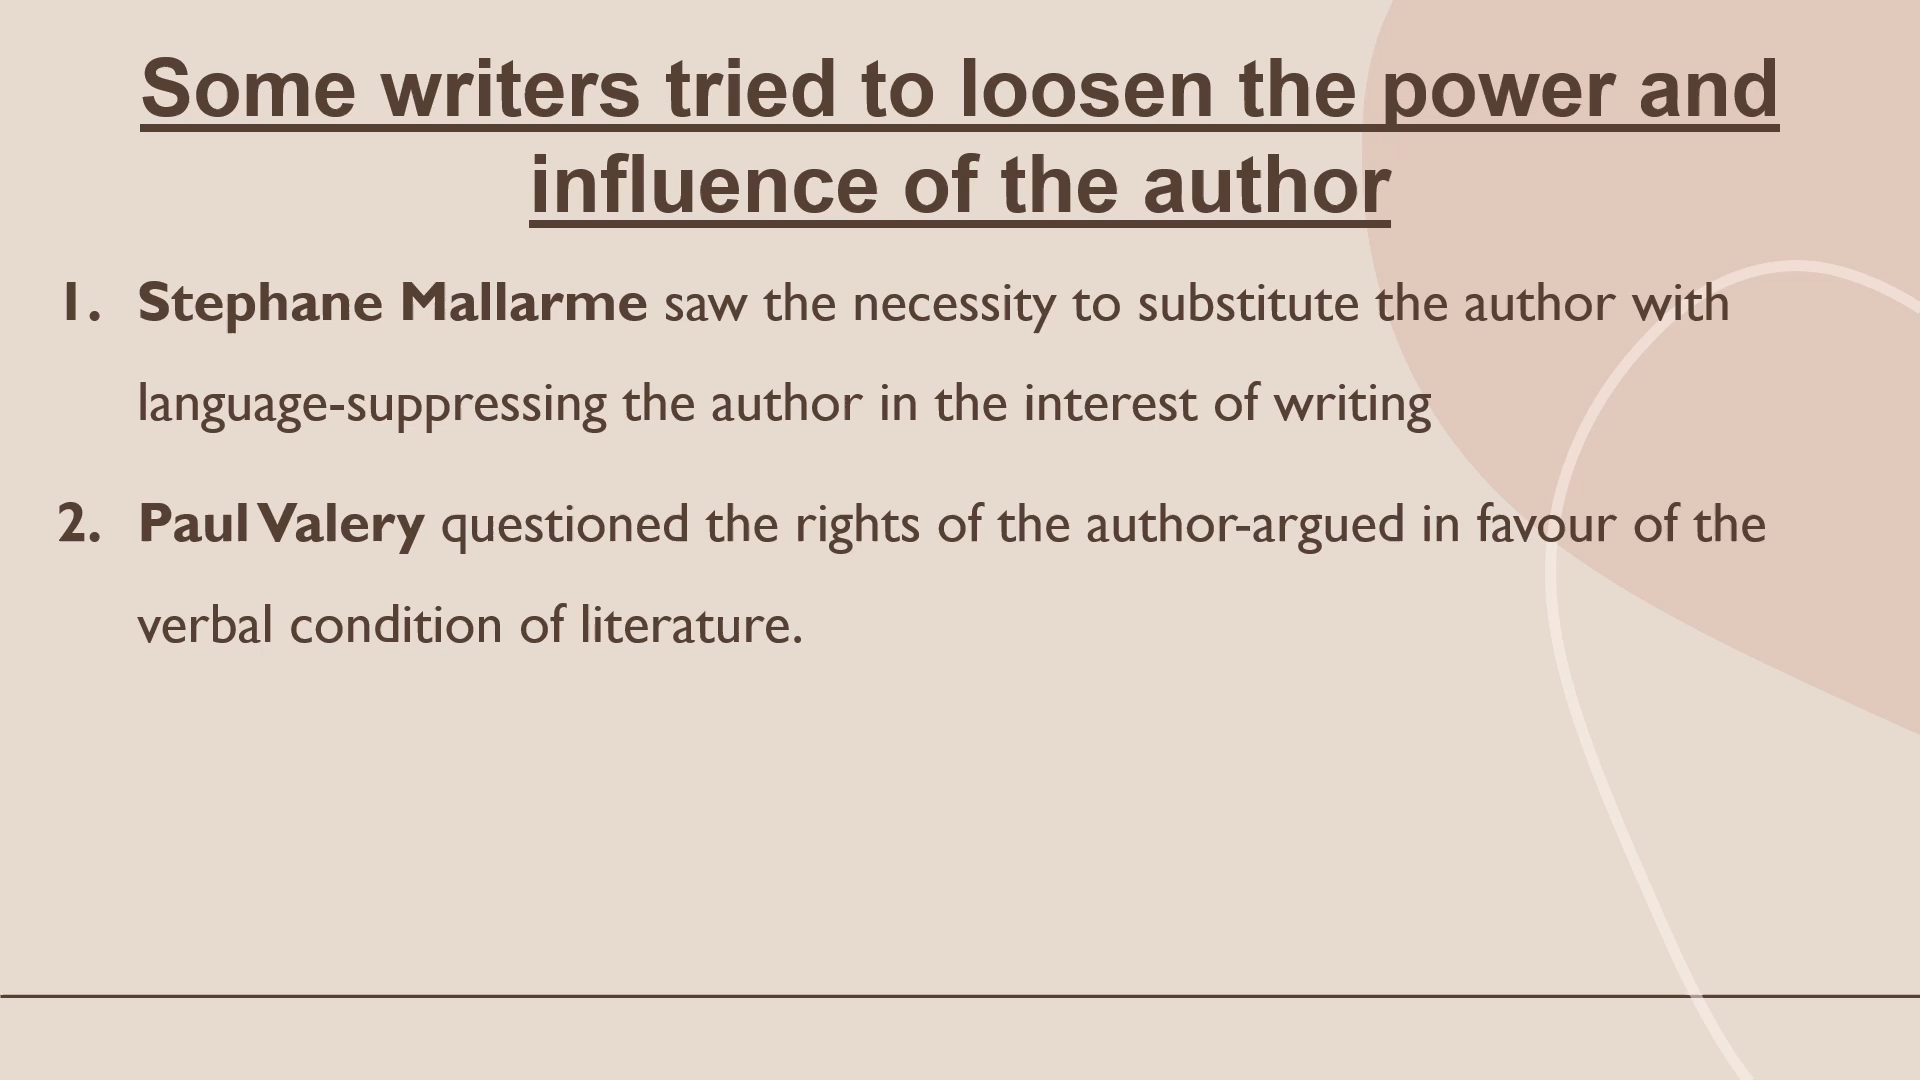 Some writers tried to loosen the power and
influence of the author
1. Stephane Mallarme saw the necessity to substitute the author with
language-suppressing the author in the interest of writing
2. Paul Valery questioned the rights of the author-argued in favour of the
verbal condition of literature.